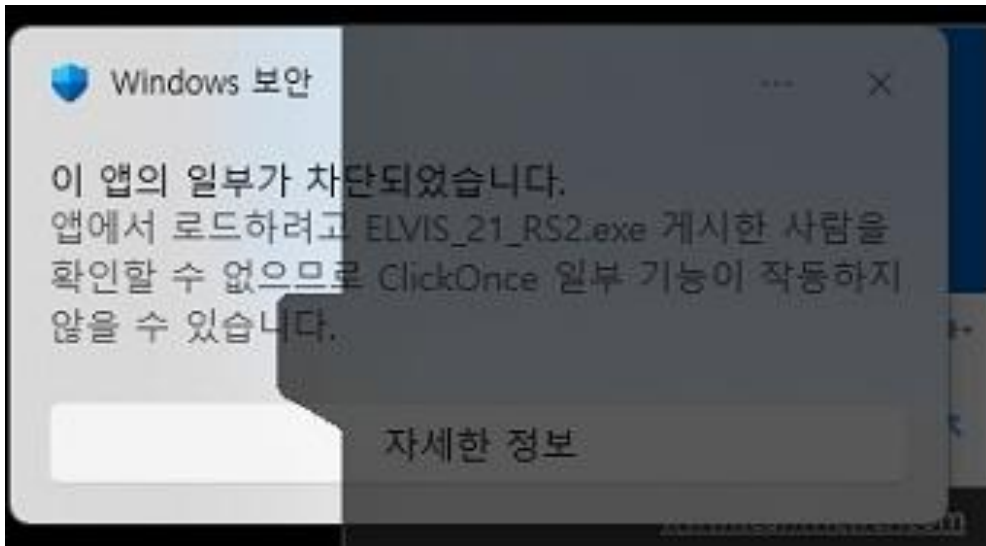 Windows 보안
이 앱의 일부가 차단되었습니다.
앱에서 로드하려고 ELVIS_21_RS2.exe 게시한 사람을
확인할 수 없으므로 ClickOnce 일부 기능이 작동하지
않을 수 있습니다.
자세한 정보